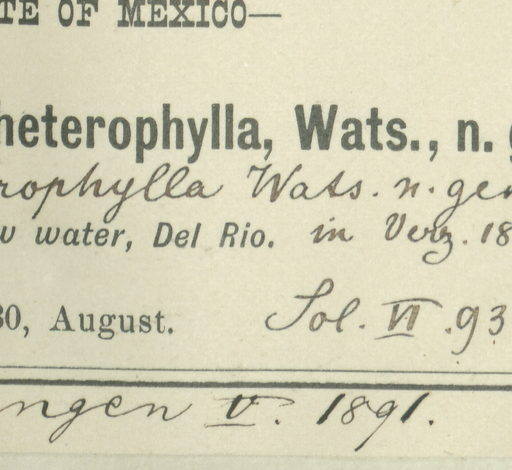 TE OF MEXICO—
heterophylla, Wats., n. g
rophylla Wats. n. gen
w water, Del Rio. in Verz. 18
30, August. Sol. VI. 93
ngen V. 1891.